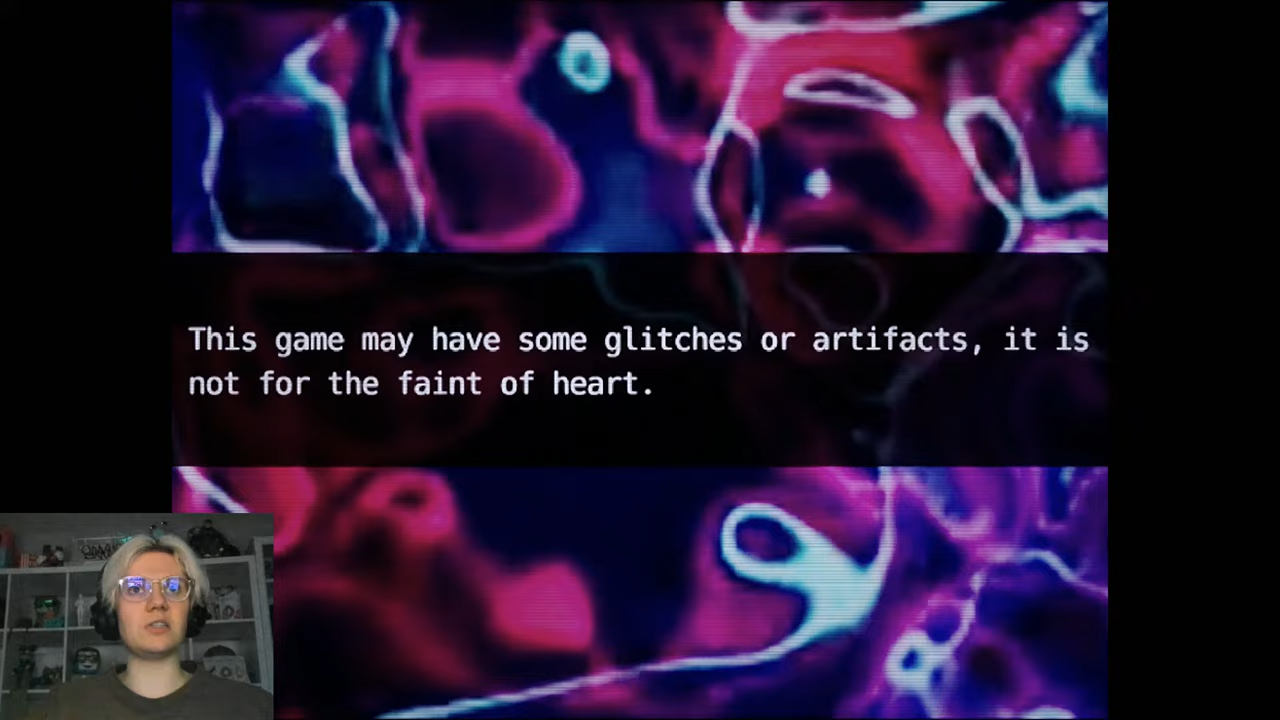 This game may have some glitches or artifacts, it is
not for the faint of heart.